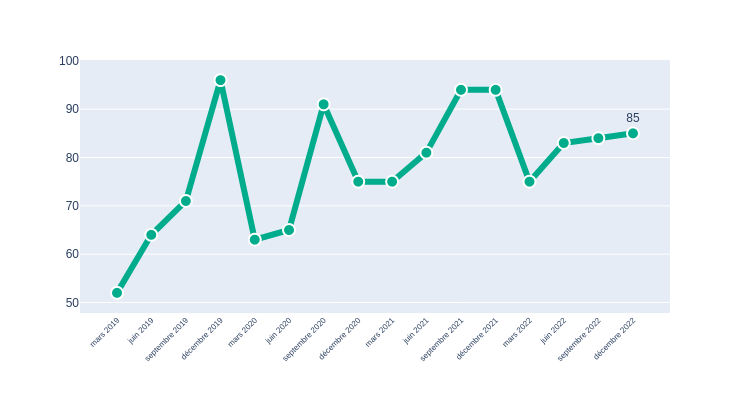 100
90
80
70
60
50
85
mars 2019
juin 2019
septembre 2019
décembre 2019
mars 2020
juin 2020
septembre 2020
décembre 2020
mars 2021
juin 2021
septembre 2021
décembre 2021
mars 2022
juin 2022
septembre 2022
décembre 2022